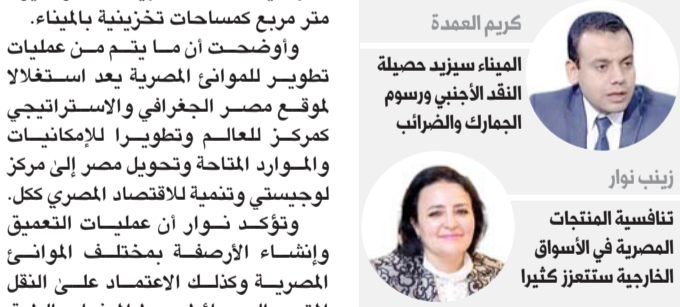 كريم العمدة
الميناء سيزيد حصيلة
النقد الأجنبي ورسوم
الجمارك والضرائب
زينب نوار
تنافسية المنتجات
المصرية في الأسواق
الخارجية ستتعزز كثيرا
متر مربع كمساحات تخزينية بالميناء.
وأوضحت أن ما يتم من عمليات
تطوير للموانئ المصرية يعد استغلالا
لموقع مصر الجغرافي والاستراتيجي
كمركز للعالم وتطويرا للإمكانيات
والموارد المتاحة وتحويل مصر إلى مركز
لوجيستي وتنمية للاقتصاد المصري ككل.
وتؤكد نوار أن عمليات التعميق
وإنشاء الأرصفة بمختلف الموانئ
المصرية وكذلك الاعتماد على النقل